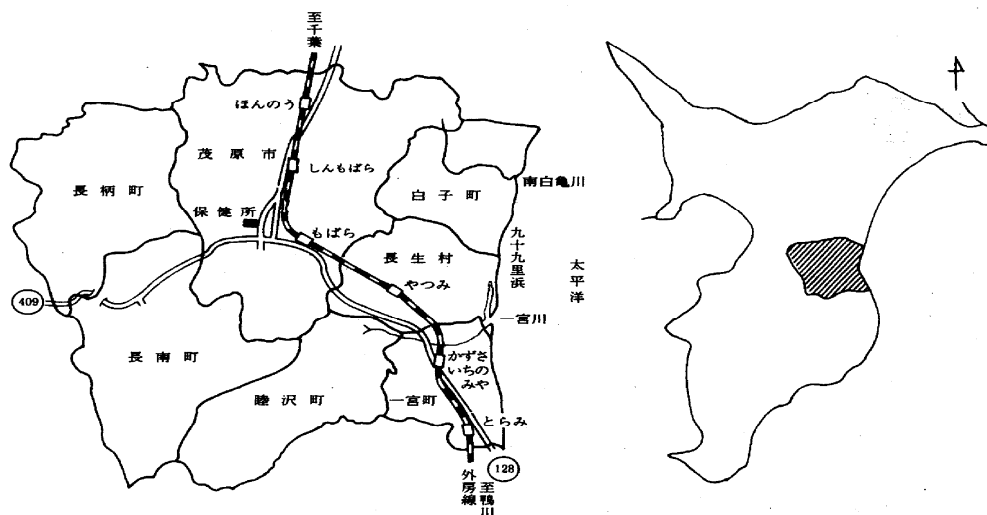 至千葉
ほんのう
茂原市
しんもばら
長柄町
白子町
南白亀川
保健所
もばら
長生村
九十九里浜
太平洋
やつみ
409
一宮川
長南町
かずさ
いちの
みや
睦沢町
一宮町
とらみ
128
外房線
至鴨川